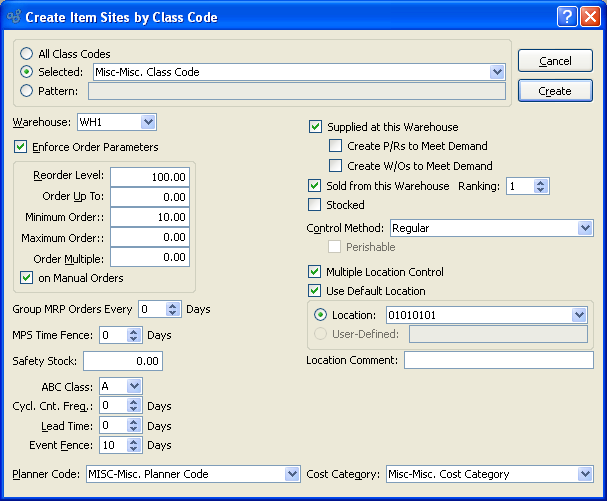 Create Item Sites by Class Code
All Class Codes
Selected: Misc-Misc. Class Code
Pattern:
Cancel
Create
Warehouse: WH1
Enforce Order Parameters
Reorder Level: 100.00
Order Up To: 0.00
Minimum Order:: 10.00
Maximum Order:: 0.00
Order Multiple: 0.00
on Manual Orders
Group MRP Orders Every 0 Days
MPS Time Fence: 0 Days
Safety Stock: 0.00
ABC Class: A
Cycl. Cnt. Freq.: 0 Days
Lead Time: 0 Days
Event Fence: 10 Days
Supplied at this Warehouse
Create P/Rs to Meet Demand
Create W/Os to Meet Demand
Sold from this Warehouse Ranking: 1
Stocked
Control Method: Regular
Perishable
Multiple Location Control
Use Default Location
Location: 01010101
User-Defined:
Location Comment:
Planner Code: MISC-Misc. Planner Code
Cost Category: Misc-Misc. Cost Category